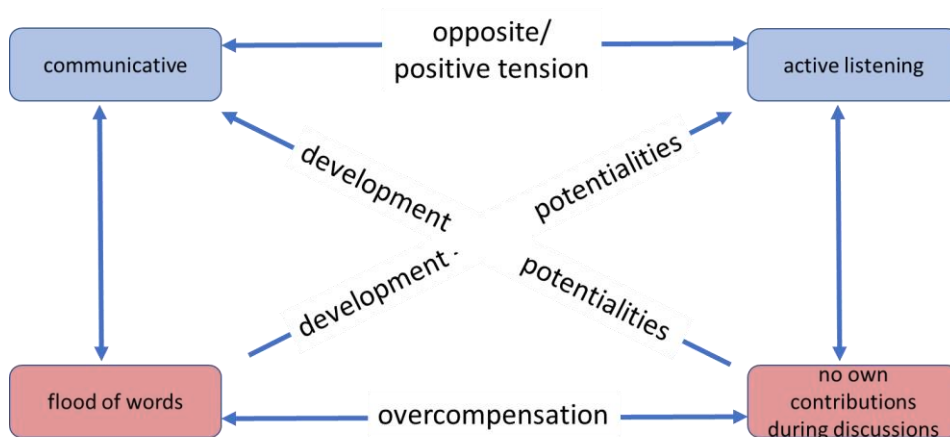 opposite/
positive tension
communicative
active listening
development
potentialities
development
potentialities
flood of words
overcompensation
no own
contributions
during discussions